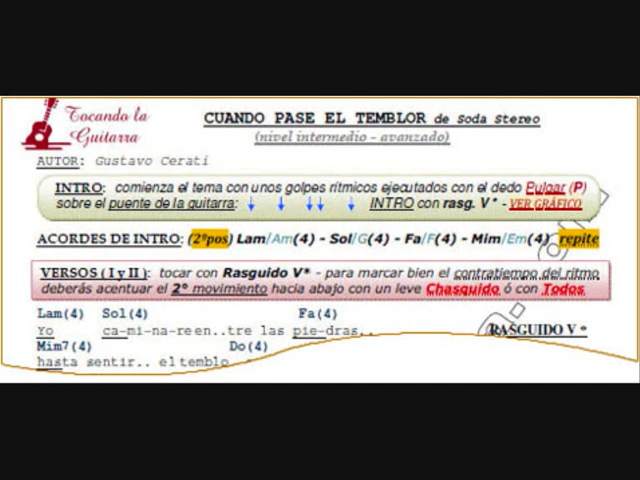 Tocando la
Guitarra
CUANDO PASE EL TEMBLOR de Soda Stereo
(nivel intermedio - avanzado)
AUTOR: Gustavo Cerati
INTRO: comienza el tema con unos golpes rítmicos ejecutados con el dedo Pulgar (P)
sobre el puente de la guitarra: ↓ ↓ ↓↓ ↓ INTRO con rasg. V * - VER GRÁFICO
ACORDES DE INTRO: (2ºpos) Lam/Am(4) - Sol/G(4) - Fa/F(4) - Mim/Em(4) repite
VERSOS ( I y II ): tocar con Rasguido V* - para marcar bien el contratiempo del ritmo
deberás acentuar el 2º movimiento hacia abajo con un leve Chasquido ó con Todos
Lam(4) Sol(4) Fa(4)
Yo ca-mi-na-reen..tre las pie-dras..
RASGUIDO V *
Mim7(4) Do(4)
hasta sentir.. el temblo